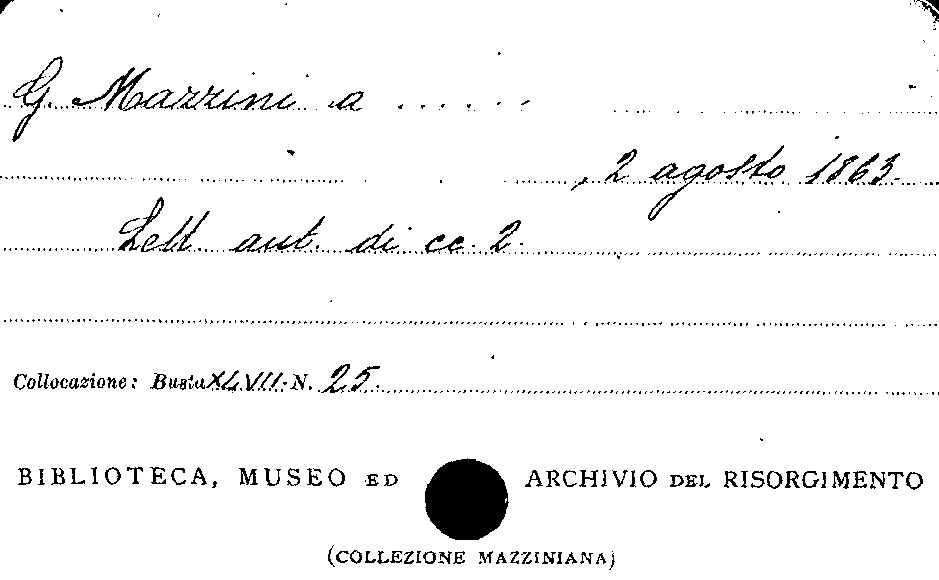 G. Mazzini a ......
, 2 agosto 1863.
Lett. aut. di cc. 2.
Collocazione: Busta XLVII. N. 25.
BIBLIOTECA, MUSEO ED ARCHIVIO DEL RISORGIMENTO
(COLLEZIONE MAZZINIANA)